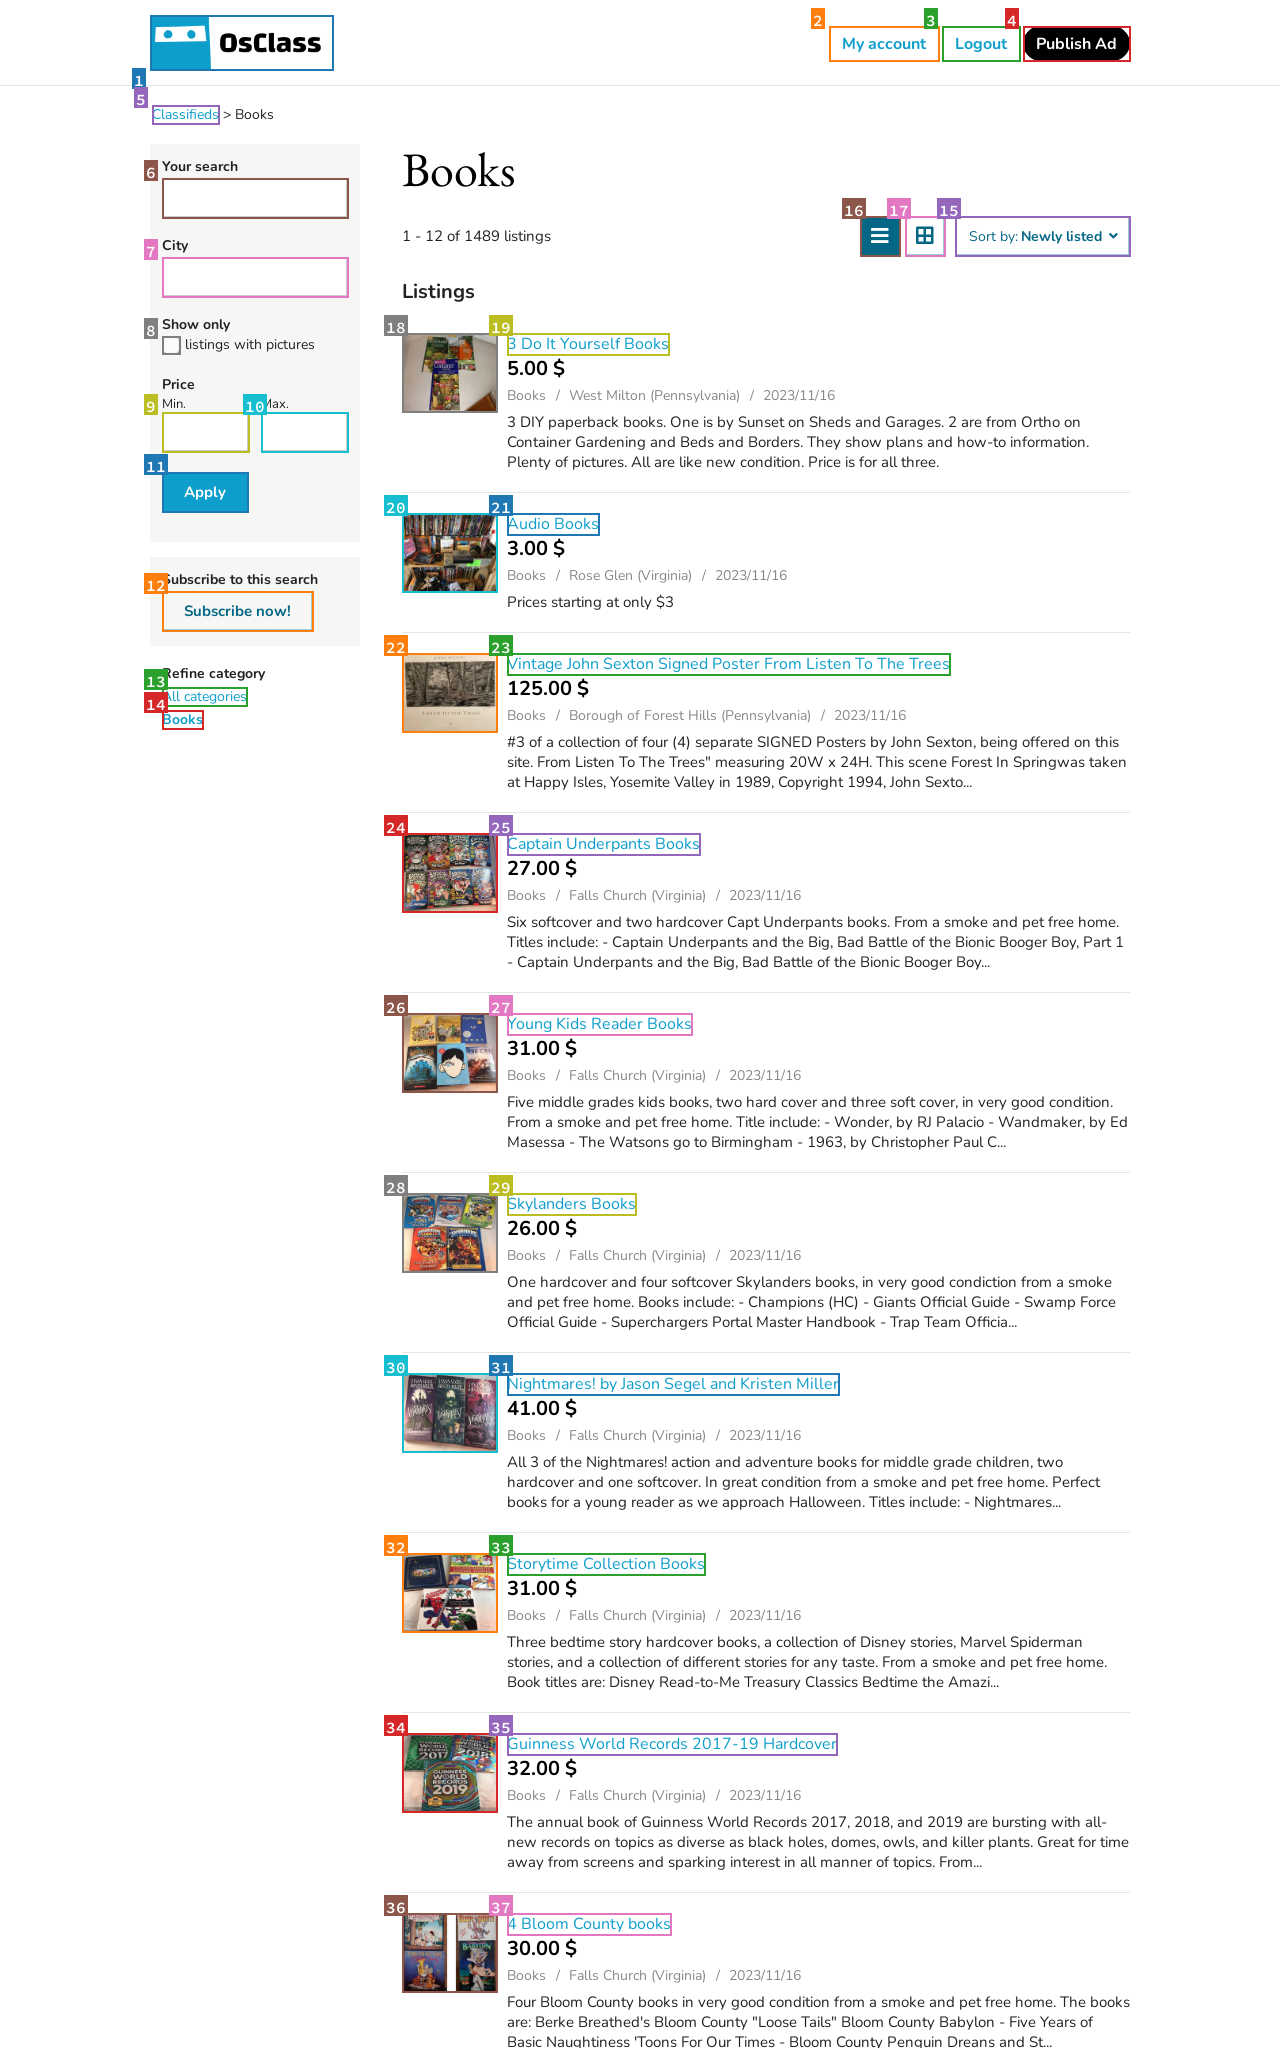 OsClass
My account
Logout
Publish Ad
1
2
3
4
5
Classifieds > Books
6
Your search
7
City
8
Show only
listings with pictures
Price
9
Min.
10
Max.
11
Apply
12
Subscribe to this search
Subscribe now!
13
Refine category
14
All categories
Books
Books
1 - 12 of 1489 listings
16
17
15
Sort by: Newly listed
Listings
18
19
3 Do It Yourself Books
5.00 $
Books / West Milton (Pennsylvania) / 2023/11/16
3 DIY paperback books. One is by Sunset on Sheds and Garages. 2 are from Ortho on
Container Gardening and Beds and Borders. They show plans and how-to information.
Plenty of pictures. All are like new condition. Price is for all three.
20
21
Audio Books
3.00 $
Books / Rose Glen (Virginia) / 2023/11/16
Prices starting at only $3
22
23
Vintage John Sexton Signed Poster From Listen To The Trees
125.00 $
Books / Borough of Forest Hills (Pennsylvania) / 2023/11/16
#3 of a collection of four (4) separate SIGNED Posters by John Sexton, being offered on this
site. From Listen To The Trees" measuring 20W x 24H. This scene Forest In Springwas taken
at Happy Isles, Yosemite Valley in 1989, Copyright 1994, John Sexto...
24
25
Captain Underpants Books
27.00 $
Books / Falls Church (Virginia) / 2023/11/16
Six softcover and two hardcover Capt Underpants books. From a smoke and pet free home.
Titles include: - Captain Underpants and the Big, Bad Battle of the Bionic Booger Boy, Part 1
- Captain Underpants and the Big, Bad Battle of the Bionic Booger Boy...
26
27
Young Kids Reader Books
31.00 $
Books / Falls Church (Virginia) / 2023/11/16
Five middle grades kids books, two hard cover and three soft cover, in very good condition.
From a smoke and pet free home. Title include: - Wonder, by RJ Palacio - Wandmaker, by Ed
Masessa - The Watsons go to Birmingham - 1963, by Christopher Paul C...
28
29
Skylanders Books
26.00 $
Books / Falls Church (Virginia) / 2023/11/16
One hardcover and four softcover Skylanders books, in very good condiction from a smoke
and pet free home. Books include: - Champions (HC) - Giants Official Guide - Swamp Force
Official Guide - Superchargers Portal Master Handbook - Trap Team Officia...
30
31
Nightmares! by Jason Segel and Kristen Miller
41.00 $
Books / Falls Church (Virginia) / 2023/11/16
All 3 of the Nightmares! action and adventure books for middle grade children, two
hardcover and one softcover. In great condition from a smoke and pet free home. Perfect
books for a young reader as we approach Halloween. Titles include: - Nightmares...
32
33
Storytime Collection Books
31.00 $
Books / Falls Church (Virginia) / 2023/11/16
Three bedtime story hardcover books, a collection of Disney stories, Marvel Spiderman
stories, and a collection of different stories for any taste. From a smoke and pet free home.
Book titles are: Disney Read-to-Me Treasury Classics Bedtime the Amazi...
34
35
Guinness World Records 2017-19 Hardcover
32.00 $
Books / Falls Church (Virginia) / 2023/11/16
The annual book of Guinness World Records 2017, 2018, and 2019 are bursting with all-
new records on topics as diverse as black holes, domes, owls, and killer plants. Great for time
away from screens and sparking interest in all manner of topics. From...
36
37
4 Bloom County books
30.00 $
Books / Falls Church (Virginia) / 2023/11/16
Four Bloom County books in very good condition from a smoke and pet free home. The books
are: Berke Breathed's Bloom County "Loose Tails" Bloom County Babylon - Five Years of
Basic Naughtiness 'Toons For Our Times - Bloom County Penguin Dreans and St...